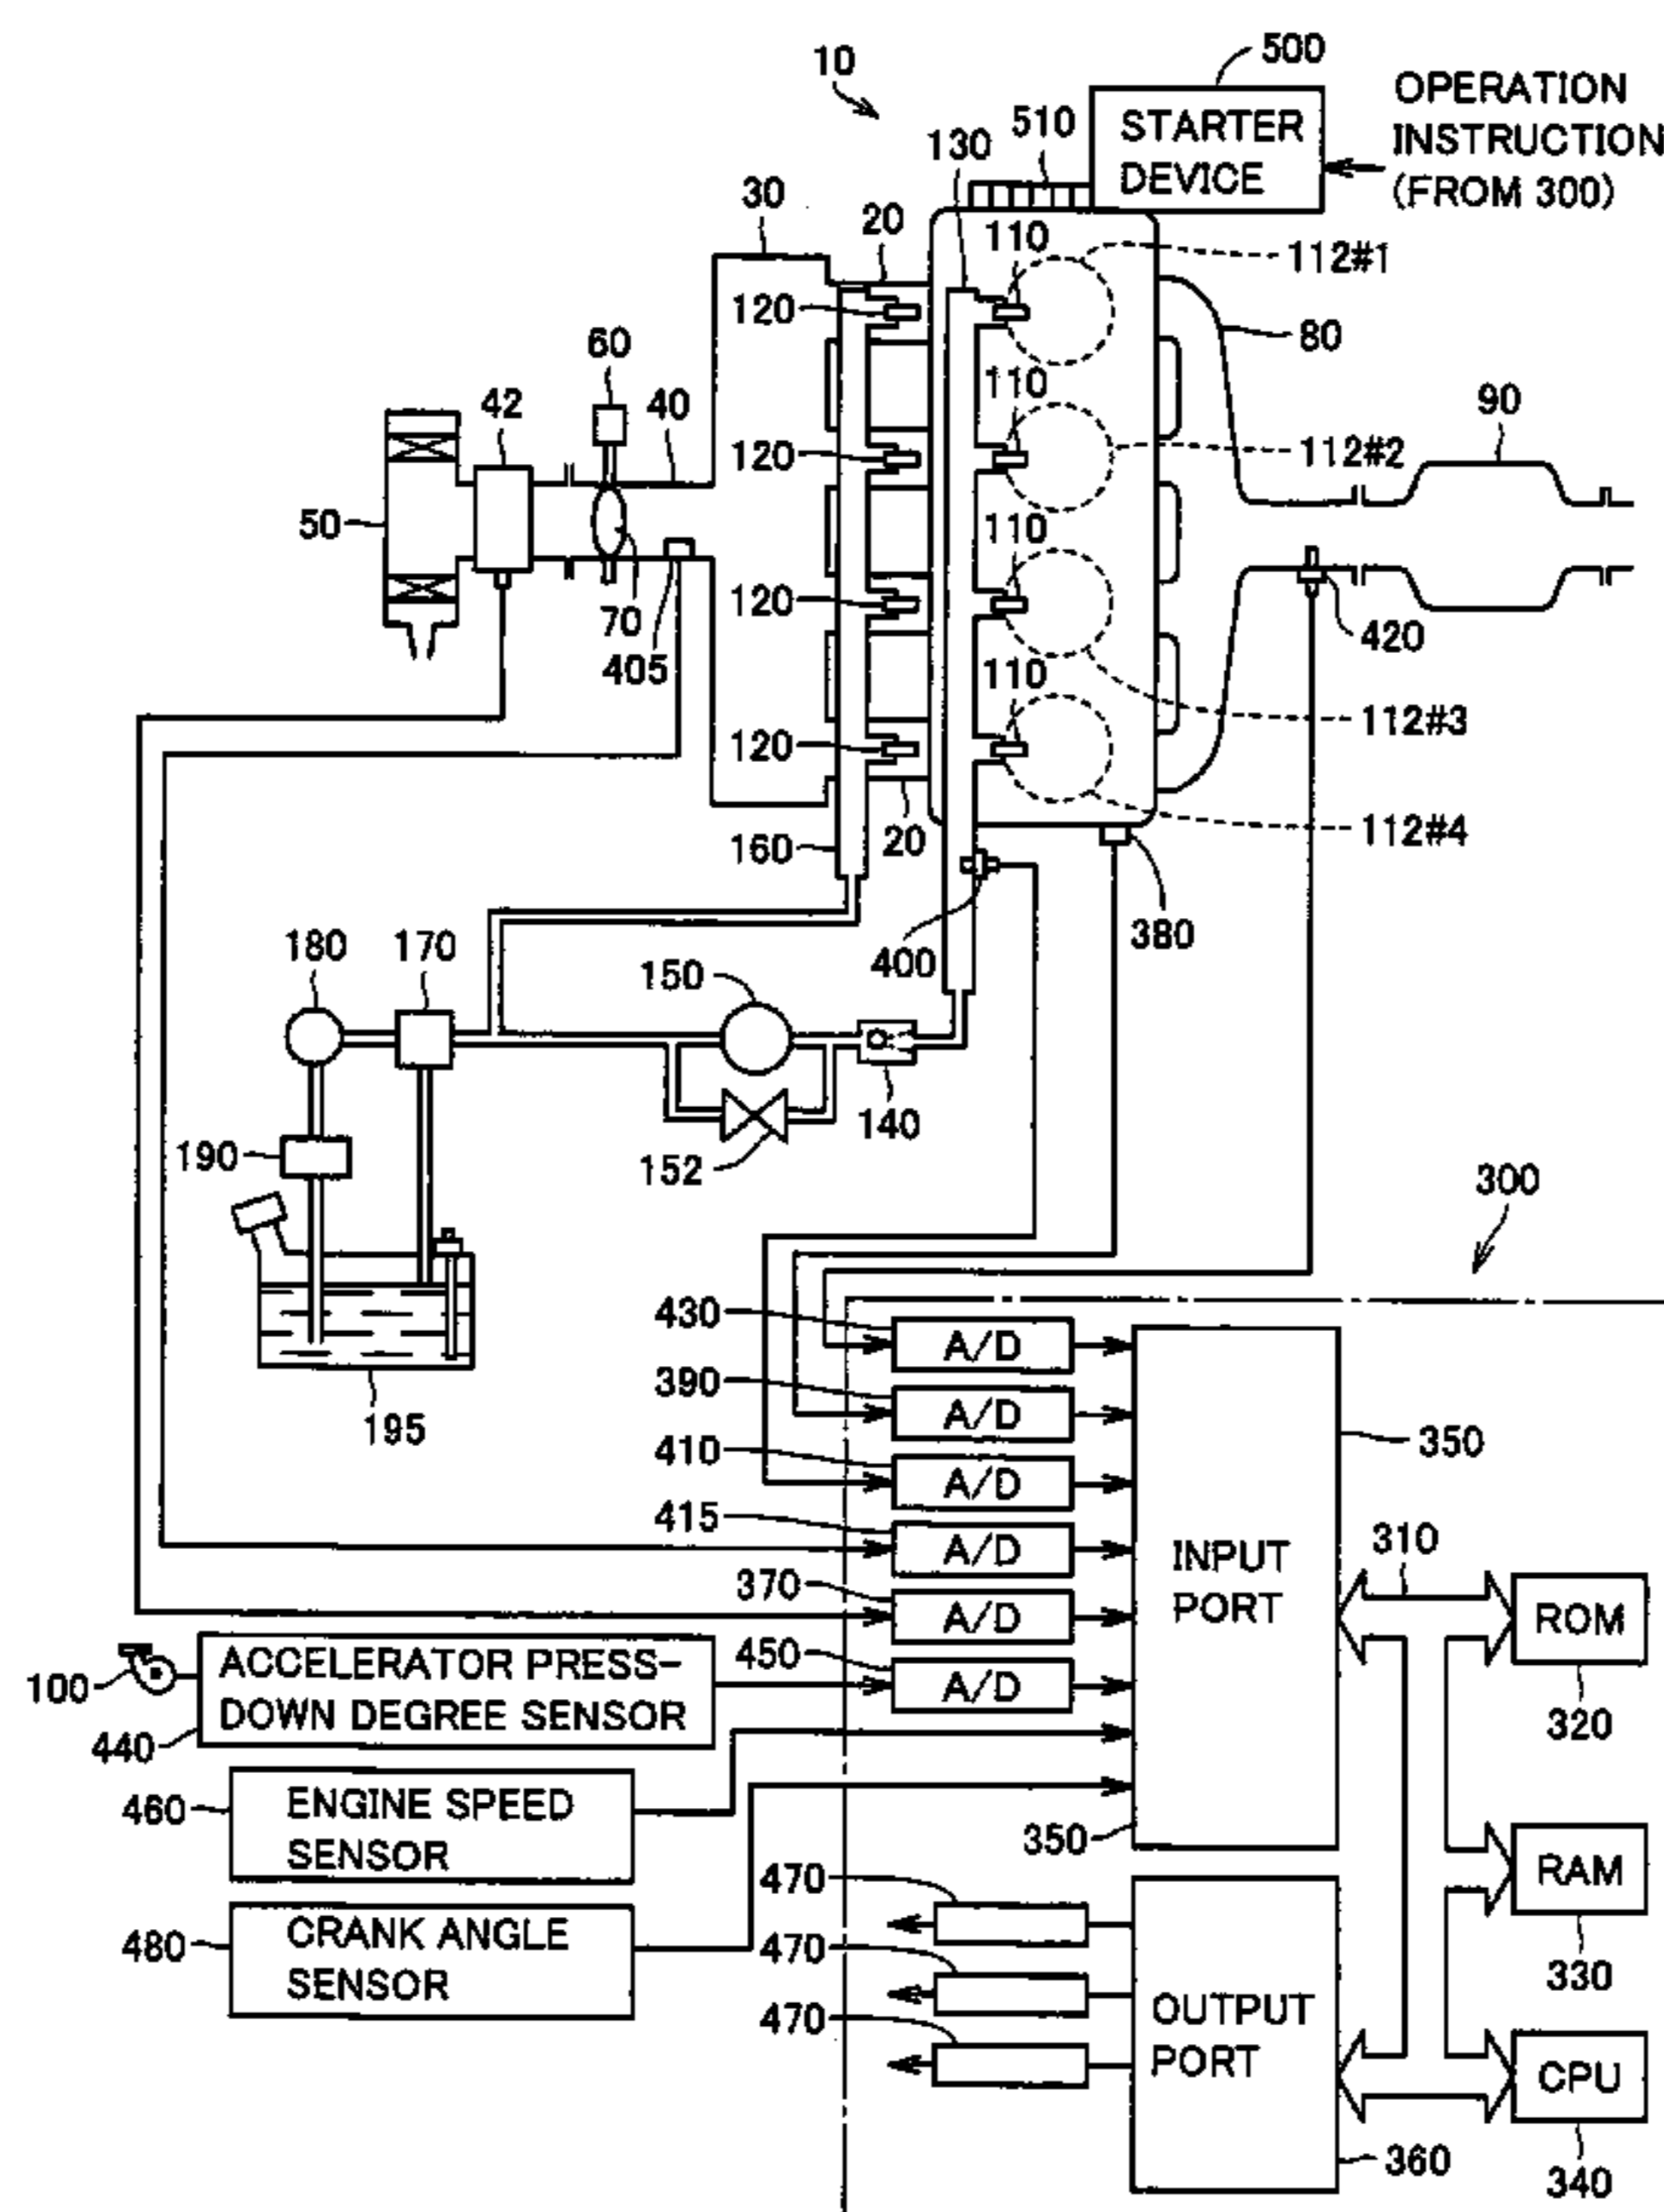 500
10
OPERATION
INSTRUCTION
(FROM 300)
STARTER
DEVICE
510
130
30
20
110
112#1
120
80
60
42
40
110
90
120
112#2
50
110
120
70
405
420
110
112#3
120
160
20
112#4
380
400
180
170
150
140
190
152
300
195
430
A/D
390
A/D
350
410
A/D
415
A/D
INPUT
PORT
310
370
A/D
ROM
320
100
ACCELERATOR PRESS-
DOWN DEGREE SENSOR
450
A/D
440
460
ENGINE SPEED
SENSOR
350
RAM
330
470
480
CRANK ANGLE
SENSOR
470
470
OUTPUT
PORT
CPU
340
360